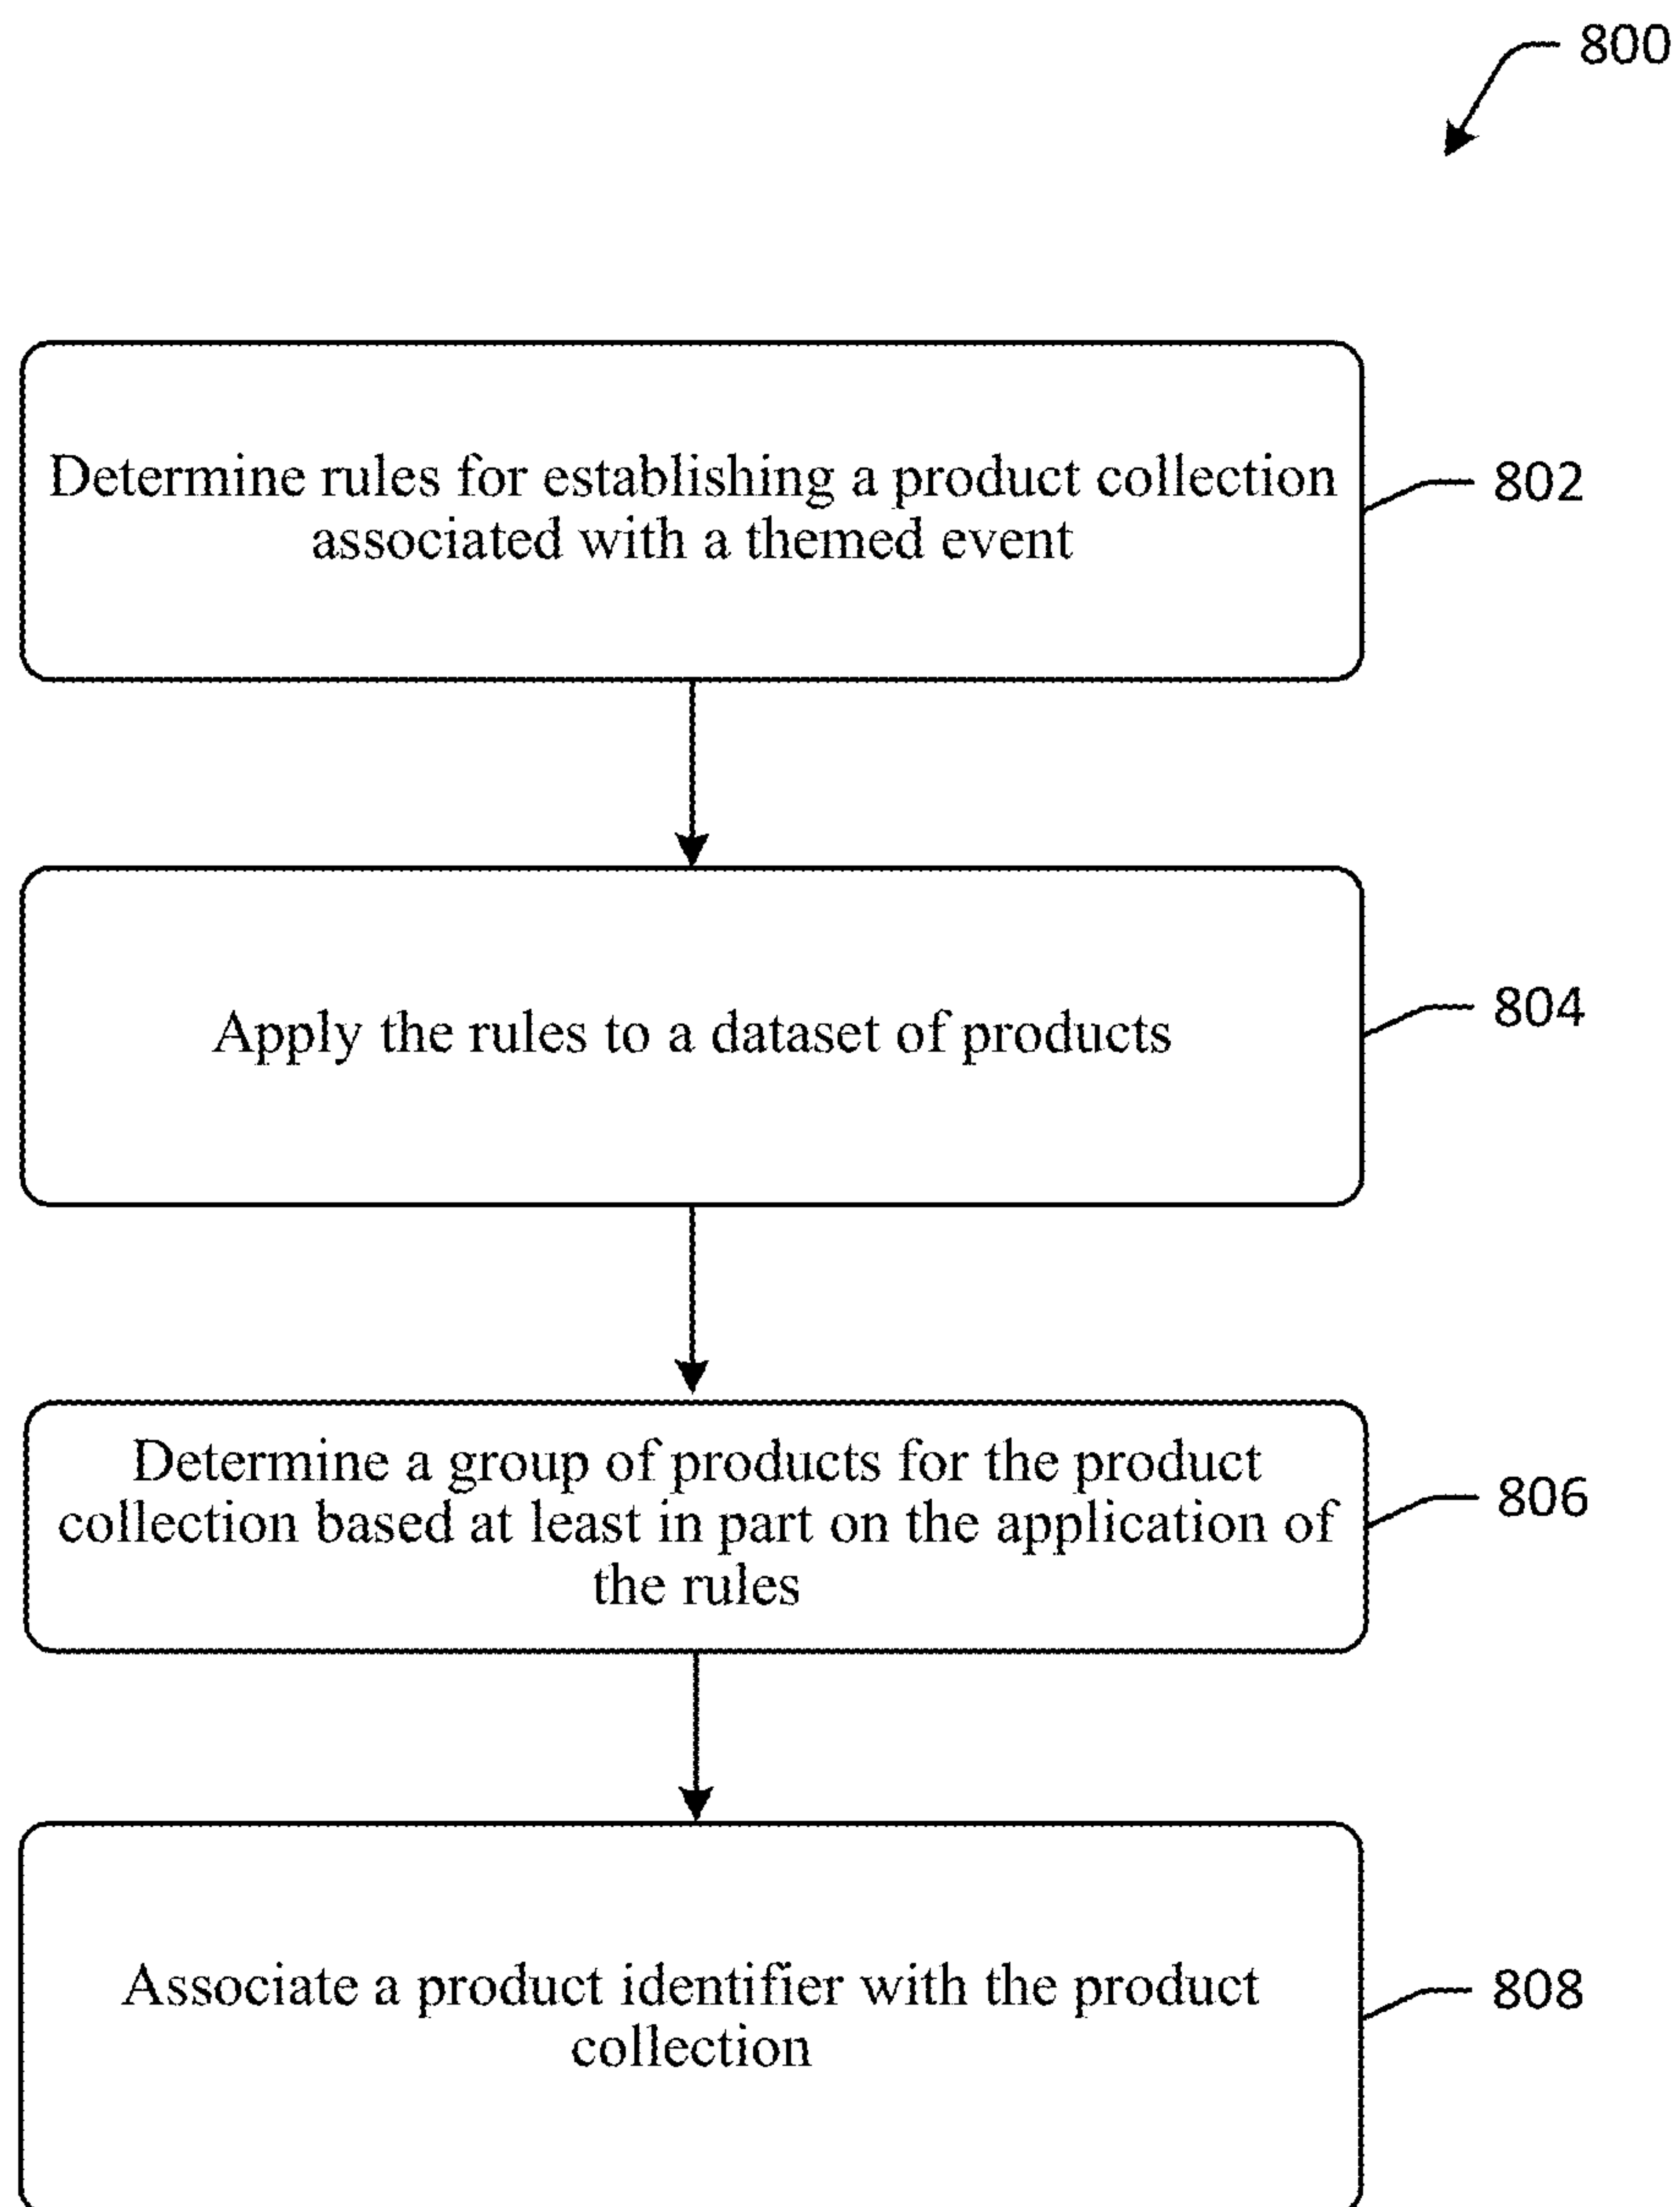 800
Determine rules for establishing a product collection
associated with a themed event
802
Apply the rules to a dataset of products
804
Determine a group of products for the product
collection based at least in part on the application of
the rules
806
Associate a product identifier with the product
collection
808